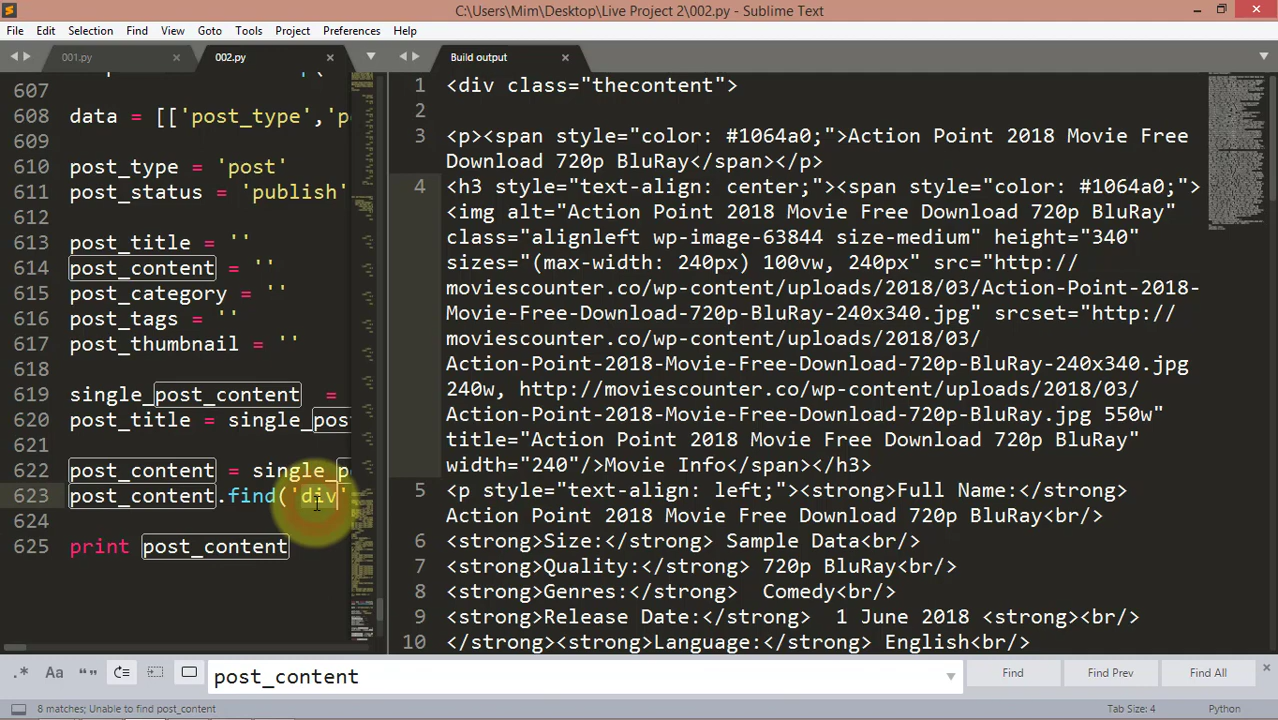 C:\Users\Mim\Desktop\Live Project 2\002.py - Sublime Text
File Edit Selection Find View Goto Tools Project Preferences Help
001.py 002.py Build output
607
608 data = [['post_type','p
609
610 post_type = 'post'
611 post_status = 'publish'
612
613 post_title = ''
614 post_content = ''
615 post_category = ''
616 post_tags = ''
617 post_thumbnail = ''
618
619 single_post_content =
620 post_title = single_pos
621
622 post_content = single_p
623 post_content.find('div'
624
625 print post_content
1 <div class="thecontent">
2
3 <p><span style="color: #1064a0;">Action Point 2018 Movie Free
Download 720p BluRay</span></p>
4 <h3 style="text-align: center;"><span style="color: #1064a0;">
<img alt="Action Point 2018 Movie Free Download 720p BluRay"
class="alignleft wp-image-63844 size-medium" height="340"
sizes="(max-width: 240px) 100vw, 240px" src="http://
moviescounter.co/wp-content/uploads/2018/03/Action-Point-2018-
Movie-Free-Download-720p-BluRay-240x340.jpg" srcset="http://
moviescounter.co/wp-content/uploads/2018/03/
Action-Point-2018-Movie-Free-Download-720p-BluRay-240x340.jpg
240w, http://moviescounter.co/wp-content/uploads/2018/03/
Action-Point-2018-Movie-Free-Download-720p-BluRay.jpg 550w"
title="Action Point 2018 Movie Free Download 720p BluRay"
width="240"/>Movie Info</span></h3>
5 <p style="text-align: left;"><strong>Full Name:</strong>
Action Point 2018 Movie Free Download 720p BluRay<br/>
6 <strong>Size:</strong> Sample Data<br/>
7 <strong>Quality:</strong> 720p BluRay<br/>
8 <strong>Genres:</strong>  Comedy<br/>
9 <strong>Release Date:</strong>  1 June 2018 <strong><br/>
10 </strong><strong>Language:</strong> English<br/>
.* Aa “” post_content Find Find Prev Find All
8 matches; Unable to find post_content Tab Size: 4 Python